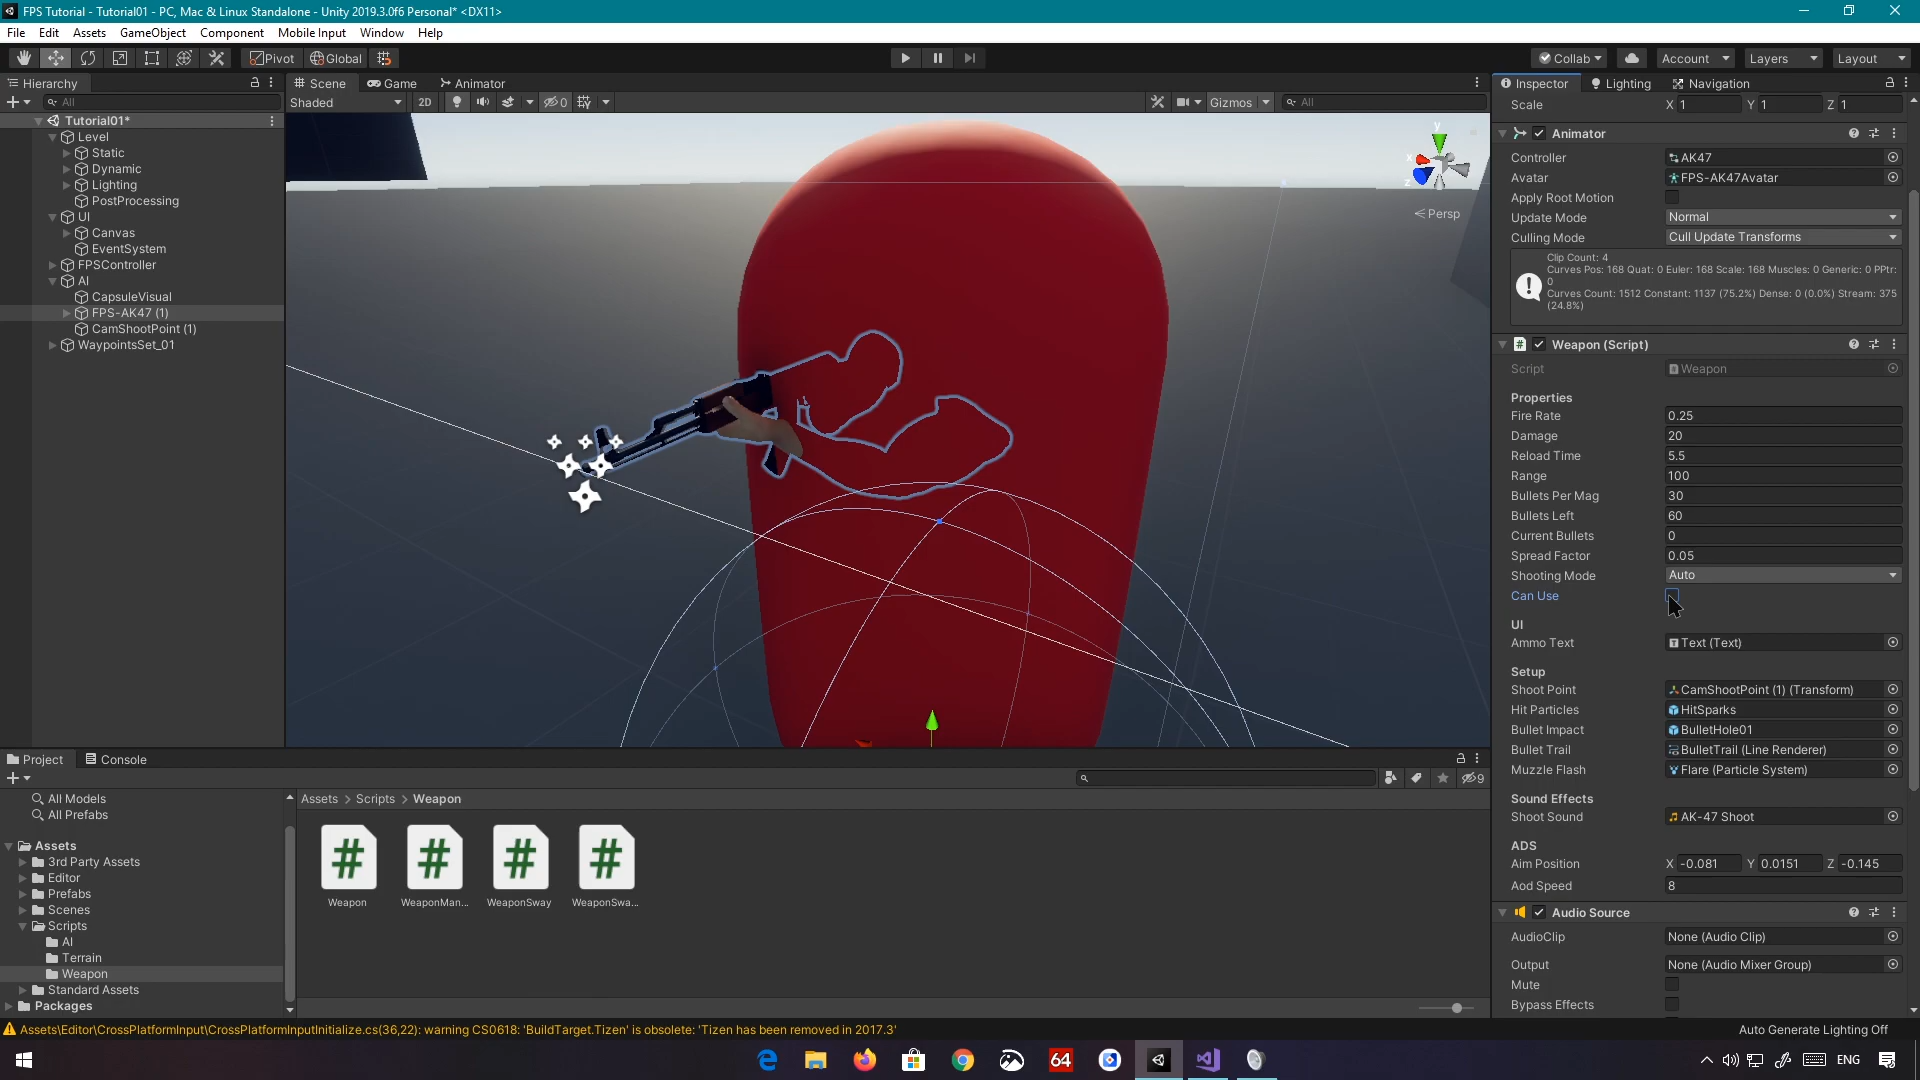 FPS Tutorial - Tutorial01 - PC, Mac & Linux Standalone - Unity 2019.3.0f6 Personal* <DX11>
File Edit Assets GameObject Component Mobile Input Window Help
Pivot Global Collab Account Layers Layout
Hierarchy
All
Tutorial01*
Level
Static
Dynamic
Lighting
PostProcessing
UI
Canvas
EventSystem
FPSController
AI
CapsuleVisual
FPS-AK47 (1)
CamShootPoint (1)
WaypointsSet_01
Scene Game Animator
Shaded 2D 0 Gizmos All
y
x
z
Persp
Inspector Lighting Navigation
Scale X 1 Y 1 Z 1
Animator
Controller AK47
Avatar FPS-AK47Avatar
Apply Root Motion
Update Mode Normal
Culling Mode Cull Update Transforms
Clip Count: 4
Curves Pos: 168 Quat: 0 Euler: 168 Scale: 168 Muscles: 0 Generic: 0 PPtr:
0
Curves Count: 1512 Constant: 1137 (75.2%) Dense: 0 (0.0%) Stream: 375
(24.8%)
Weapon (Script)
Script Weapon
Properties
Fire Rate 0.25
Damage 20
Reload Time 5.5
Range 100
Bullets Per Mag 30
Bullets Left 60
Current Bullets 0
Spread Factor 0.05
Shooting Mode Auto
Can Use
UI
Ammo Text Text (Text)
Setup
Shoot Point CamShootPoint (1) (Transform)
Hit Particles HitSparks
Bullet Impact BulletHole01
Bullet Trail BulletTrail (Line Renderer)
Muzzle Flash Flare (Particle System)
Sound Effects
Shoot Sound AK-47 Shoot
ADS
Aim Position X -0.081 Y 0.0151 Z -0.145
Aod Speed 8
Audio Source
AudioClip None (Audio Clip)
Output None (Audio Mixer Group)
Mute
Bypass Effects
Project Console
9
All Models
All Prefabs
Assets
3rd Party Assets
Editor
Prefabs
Scenes
Scripts
AI
Terrain
Weapon
Standard Assets
Packages
Assets > Scripts > Weapon
# # # #
Weapon WeaponMan... WeaponSway WeaponSwa...
Assets\Editor\CrossPlatformInput\CrossPlatformInputInitialize.cs(36,22): warning CS0618: 'BuildTarget.Tizen' is obsolete: 'Tizen has been removed in 2017.3'
Auto Generate Lighting Off
64
ENG